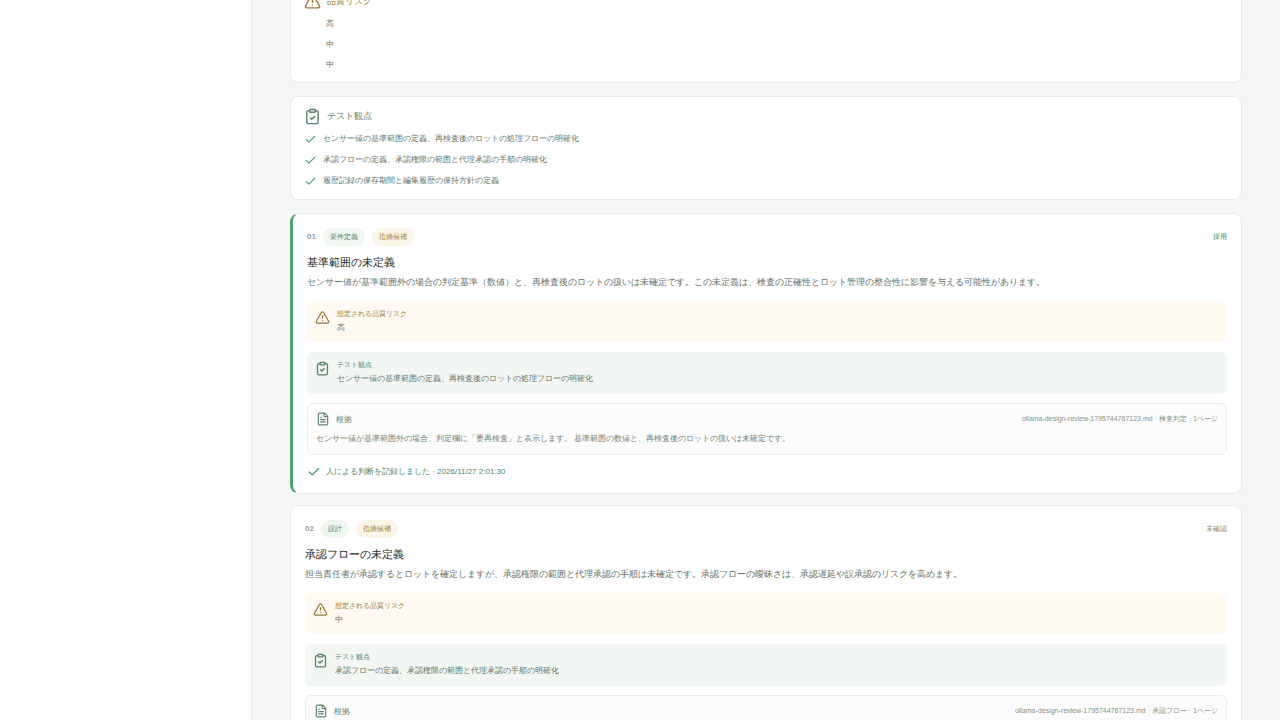 品質リスク
高
中
中
テスト観点
センサー値の基準範囲の定義、再検査後のロットの処理フローの明確化
承認フローの定義、承認権限の範囲と代理承認の手順の明確化
履歴記録の保存期間と編集履歴の保持方針の定義
01 要件定義 指摘候補 採用
基準範囲の未定義
センサー値が基準範囲外の場合の判定基準（数値）と、再検査後のロットの扱いは未確定です。この未定義は、検査の正確性とロット管理の整合性に影響を与える可能性があります。
想定される品質リスク
高
テスト観点
センサー値の基準範囲の定義、再検査後のロットの処理フローの明確化
根拠 ollama-design-review-1795744767123.md · 検査判定 · 1ページ
センサー値が基準範囲外の場合、判定欄に「要再検査」と表示します。 基準範囲の数値と、再検査後のロットの扱いは未確定です。
人による判断を記録しました · 2026/11/27 2:01:30
02 設計 指摘候補 未確認
承認フローの未定義
担当責任者が承認するとロットを確定しますが、承認権限の範囲と代理承認の手順は未確定です。承認フローの曖昧さは、承認遅延や誤承認のリスクを高めます。
想定される品質リスク
中
テスト観点
承認フローの定義、承認権限の範囲と代理承認の手順の明確化
根拠 ollama-design-review-1795744767123.md · 承認フロー · 1ページ